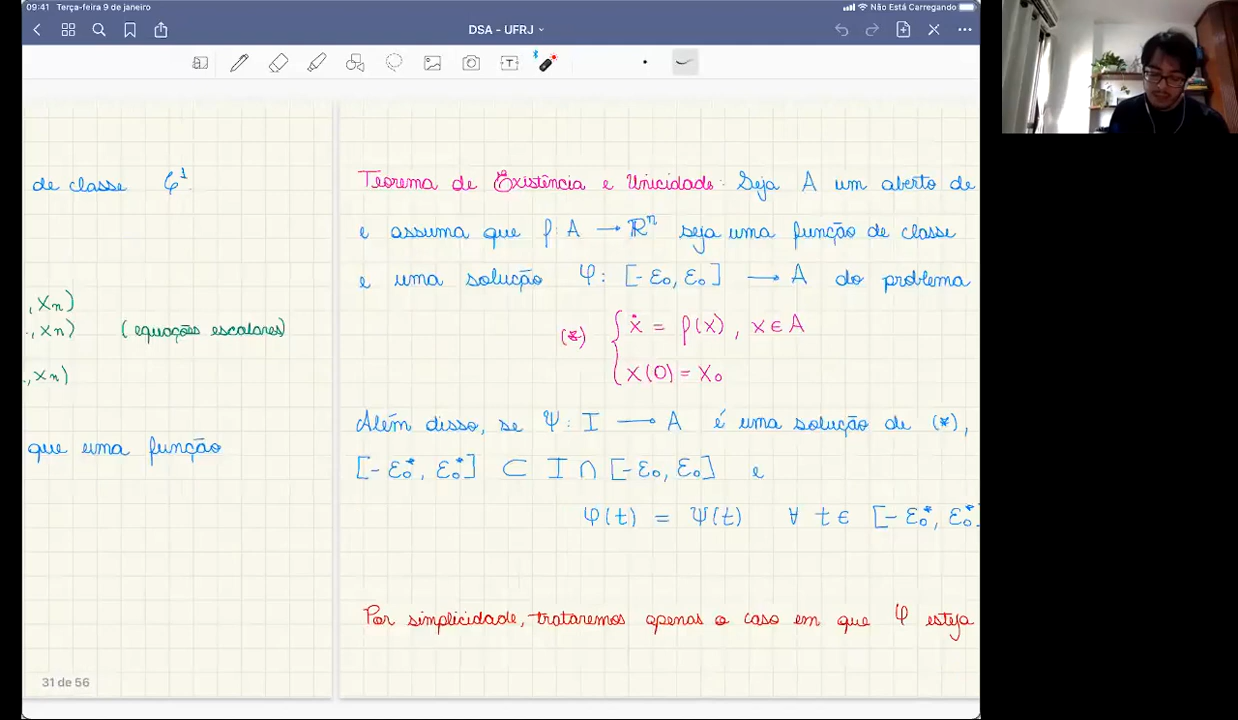 09:41 Terça-feira 9 de janeiro
Não Está Carregando
DSA - UFRJ
de classe C¹
, Xn)
., Xn) (equações escalares)
., Xn)
que uma função
31 de 56
Teorema de Existência e Unicidade: Seja A um aberto de
e assuma que f: A → ℝⁿ seja uma função de classe
e uma solução φ: [-ε₀, ε₀] → A do problema
(*) { ẋ = f(x), x ∈ A
x(0) = x₀
Além disso, se Ψ: I → A é uma solução de (*),
[-ε₀*, ε₀*] ⊂ I ∩ [-ε₀, ε₀] e
φ(t) = Ψ(t) ∀ t ∈ [-ε₀*, ε₀*]
Por simplicidade, trataremos apenas o caso em que φ esteja